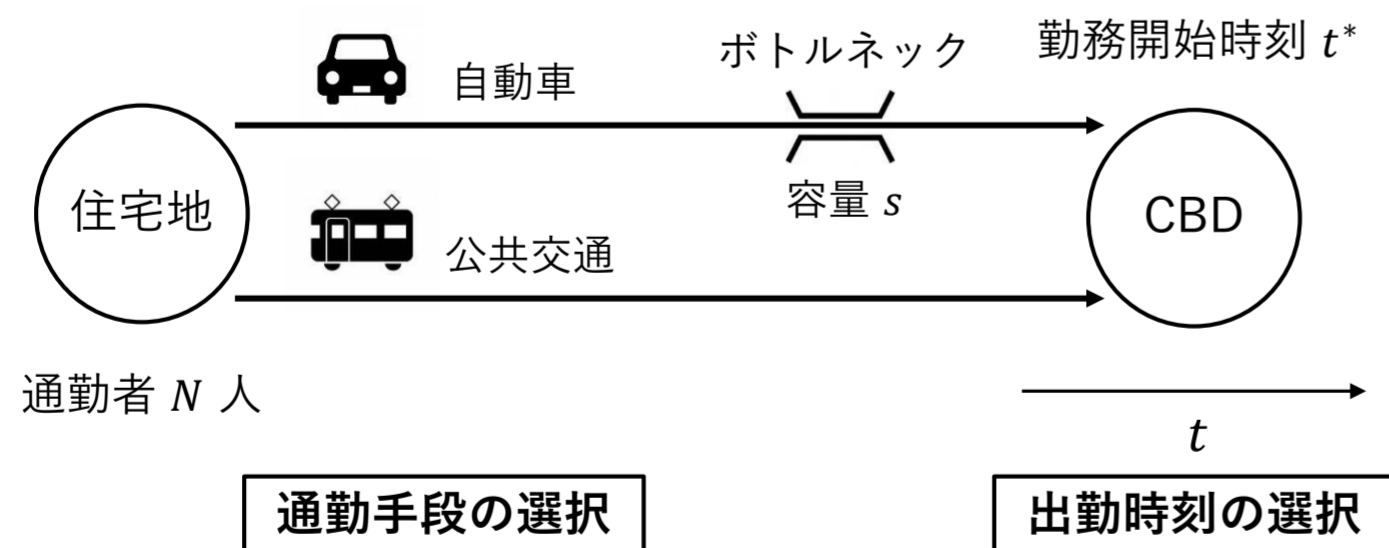 勤務開始時刻 t*
ボトルネック
自動車
住宅地
容量 s
CBD
公共交通
通勤者 N 人
t
通勤手段の選択
出勤時刻の選択